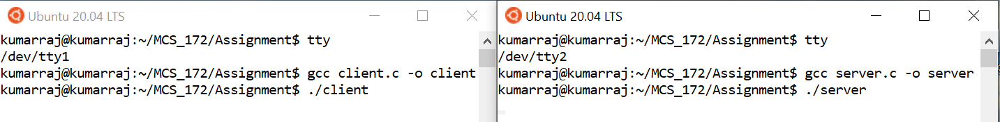 Ubuntu 20.04 LTS
kumarraj@kumarraj:~/MCS_172/Assignment$ tty
/dev/tty1
kumarraj@kumarraj:~/MCS_172/Assignment$ gcc client.c -o client
kumarraj@kumarraj:~/MCS_172/Assignment$ ./client
Ubuntu 20.04 LTS
kumarraj@kumarraj:~/MCS_172/Assignment$ tty
/dev/tty2
kumarraj@kumarraj:~/MCS_172/Assignment$ gcc server.c -o server
kumarraj@kumarraj:~/MCS_172/Assignment$ ./server